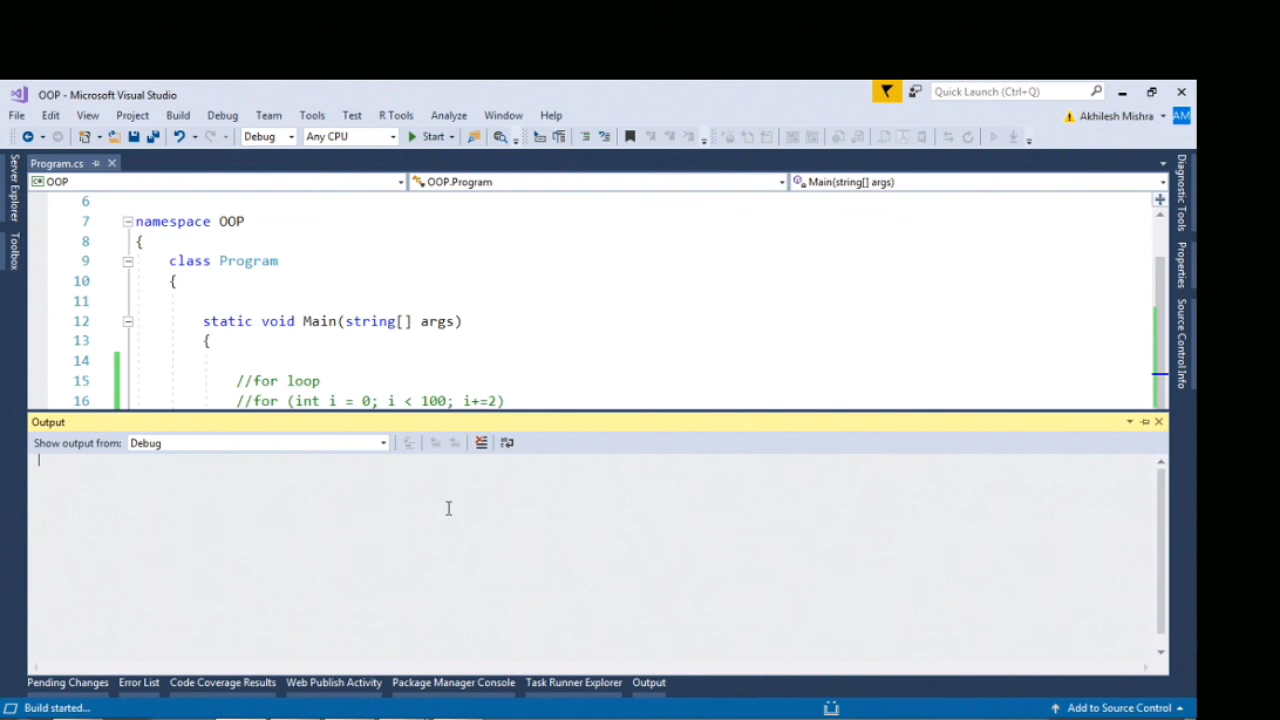 OOP - Microsoft Visual Studio
Quick Launch (Ctrl+Q)
File Edit View Project Build Debug Team Tools Test R Tools Analyze Window Help
Akhilesh Mishra AM
Debug Any CPU Start
Server Explorer
Toolbox
Program.cs
OOP OOP.Program Main(string[] args)
6
7 namespace OOP
8 {
9 class Program
10 {
11
12 static void Main(string[] args)
13 {
14
15 //for loop
16 //for (int i = 0; i < 100; i+=2)
Diagnostic Tools
Properties
Source Control Info
Output
Show output from: Debug
Pending Changes Error List Code Coverage Results Web Publish Activity Package Manager Console Task Runner Explorer Output
Build started... Add to Source Control